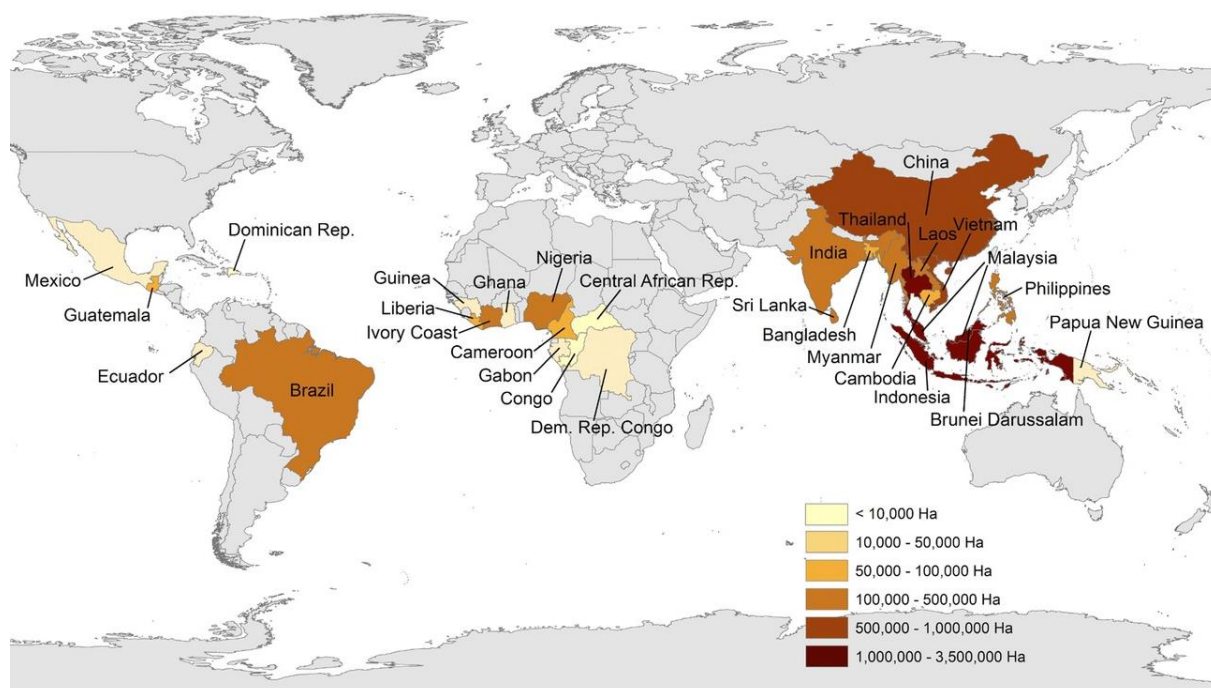 China
Thailand
Vietnam
Laos
India
Malaysia
Dominican Rep.
Nigeria
Mexico
Guinea
Ghana
Central African Rep.
Philippines
Guatemala
Liberia
Sri Lanka
Ivory Coast
Bangladesh
Papua New Guinea
Cameroon
Myanmar
Ecuador
Gabon
Cambodia
Brazil
Congo
Indonesia
Dem. Rep. Congo
Brunei Darussalam
< 10,000 Ha
10,000 - 50,000 Ha
50,000 - 100,000 Ha
100,000 - 500,000 Ha
500,000 - 1,000,000 Ha
1,000,000 - 3,500,000 Ha